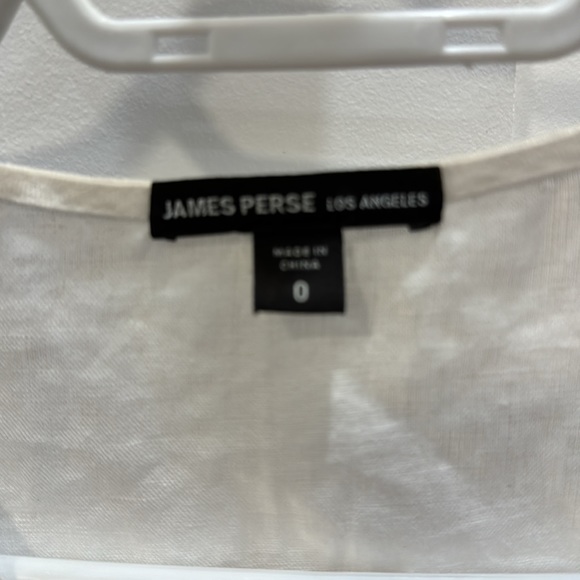 JAMES PERSE LOS ANGELES
MADE IN
CHINA
0